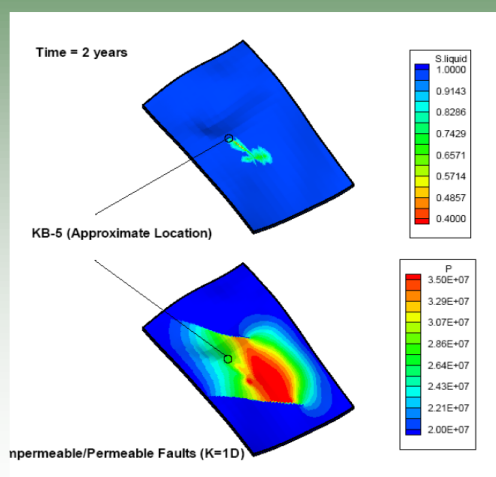 Time = 2 years
S.liquid
1.0000
0.9143
0.8286
0.7429
0.6571
0.5714
0.4857
0.4000
KB-5 (Approximate Location)
P
3.50E+07
3.29E+07
3.07E+07
2.86E+07
2.64E+07
2.43E+07
2.21E+07
2.00E+07
mpermeable/Permeable Faults (K=1D)